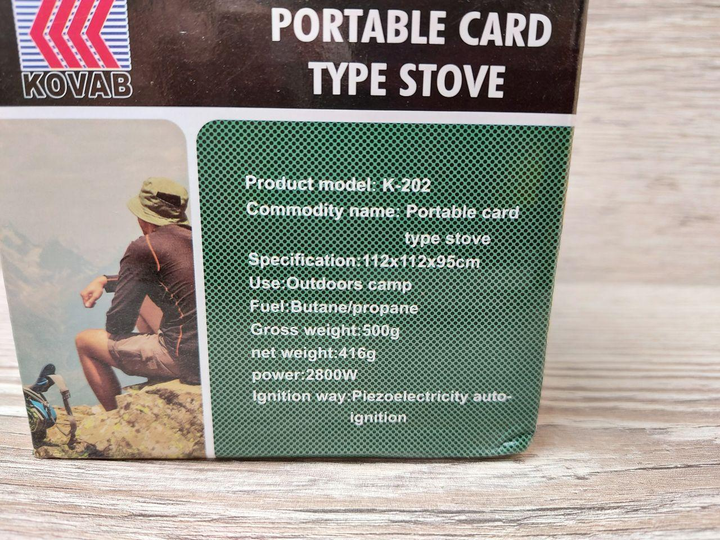 KOVAB
PORTABLE CARD
TYPE STOVE
Product model: K-202
Commodity name: Portable card
type stove
Specification:112x112x95cm
Use:Outdoors camp
Fuel:Butane/propane
Gross weight:500g
net weight:416g
power:2800W
Ignition way:Piezoelectricity auto-
ignition